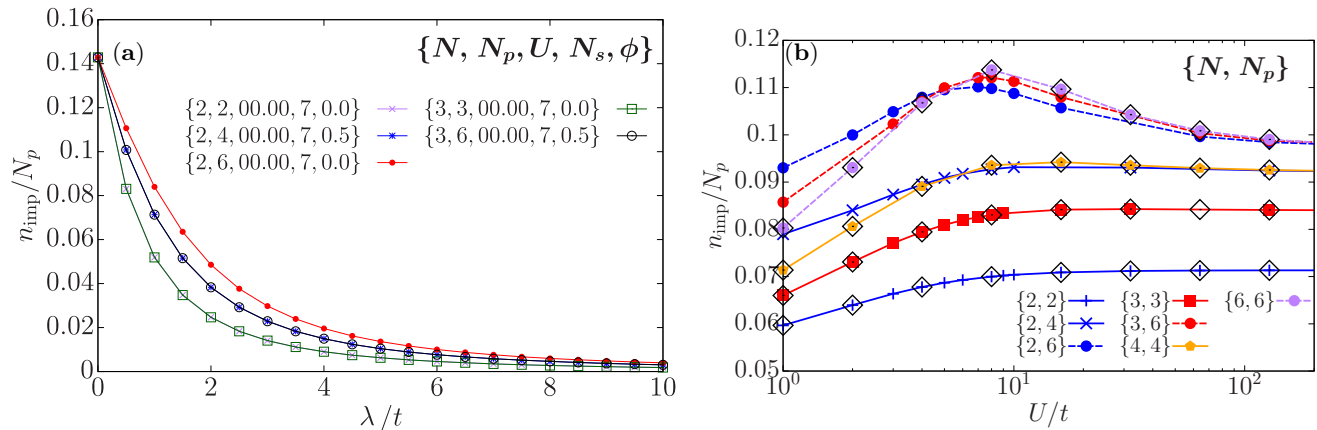 (a)
{N, N_p, U, N_s, ϕ}
{2, 2, 00.00, 7, 0.0}
{2, 4, 00.00, 7, 0.5}
{2, 6, 00.00, 7, 0.0}
{3, 3, 00.00, 7, 0.0}
{3, 6, 00.00, 7, 0.5}
n_imp/N_p
0.16
0.14
0.12
0.1
0.08
0.06
0.04
0.02
0
0 2 4 6 8 10
λ/t
(b)
{N, N_p}
n_imp/N_p
0.12
0.11
0.1
0.09
0.08
0.07
0.06
0.05
{2, 2} {3, 3} {6, 6}
{2, 4} {3, 6}
{2, 6} {4, 4}
10^0 10^1 10^2
U/t